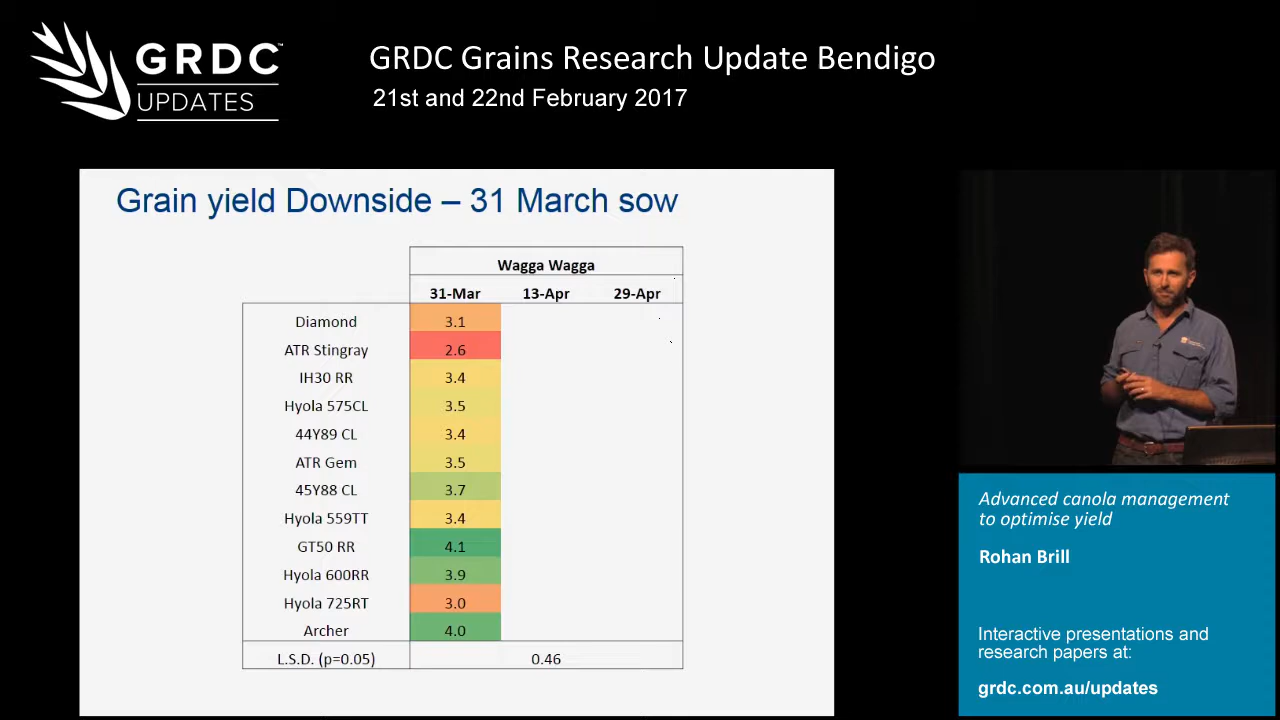 GRDC™
UPDATES
GRDC Grains Research Update Bendigo
21st and 22nd February 2017
Grain yield Downside – 31 March sow
Wagga Wagga
31-Mar 13-Apr 29-Apr
Diamond 3.1
ATR Stingray 2.6
IH30 RR 3.4
Hyola 575CL 3.5
44Y89 CL 3.4
ATR Gem 3.5
45Y88 CL 3.7
Hyola 559TT 3.4
GT50 RR 4.1
Hyola 600RR 3.9
Hyola 725RT 3.0
Archer 4.0
L.S.D. (p=0.05) 0.46
Advanced canola management
to optimise yield
Rohan Brill
Interactive presentations and
research papers at:
grdc.com.au/updates